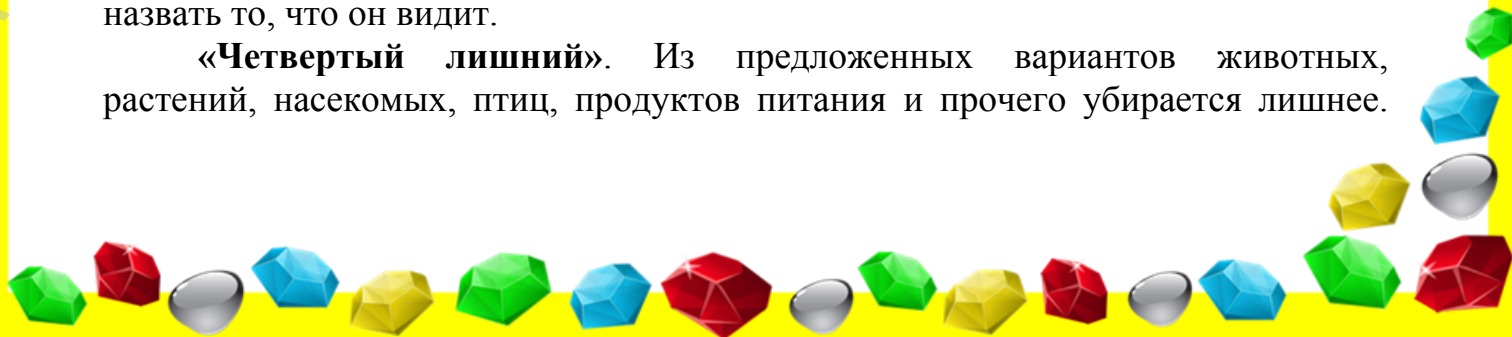 назвать то, что он видит.
«Четвертый лишний». Из предложенных вариантов животных,
растений, насекомых, птиц, продуктов питания и прочего убирается лишнее.